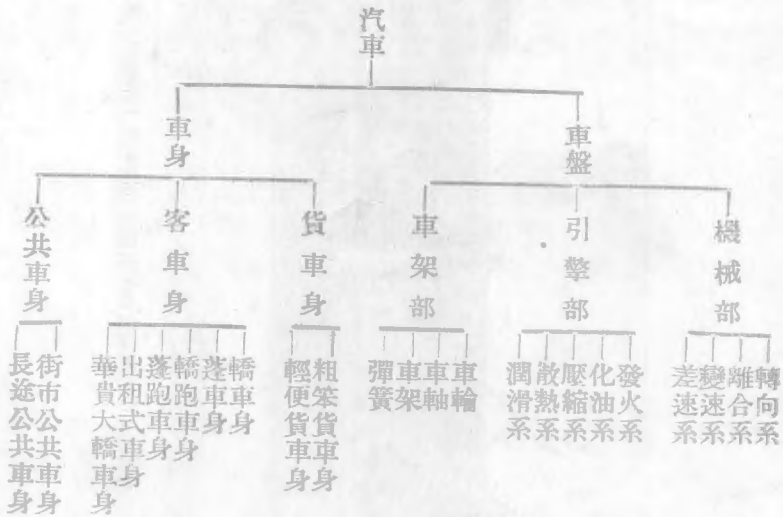 汽車
車盤
車身
機械部
引擎部
車架部
貨車身
客車身
公共車身
轉向系
離合系
變速系
差速系
發火系
化油系
壓縮系
散熱系
潤滑系
車輪
車軸
車架
彈簧
粗笨貨車身
輕便貨車身
轎車身
蓬車身
轎跑車身
蓬跑車身
出租式車身
華貴大轎車身
街市公共車身
長途公共車身